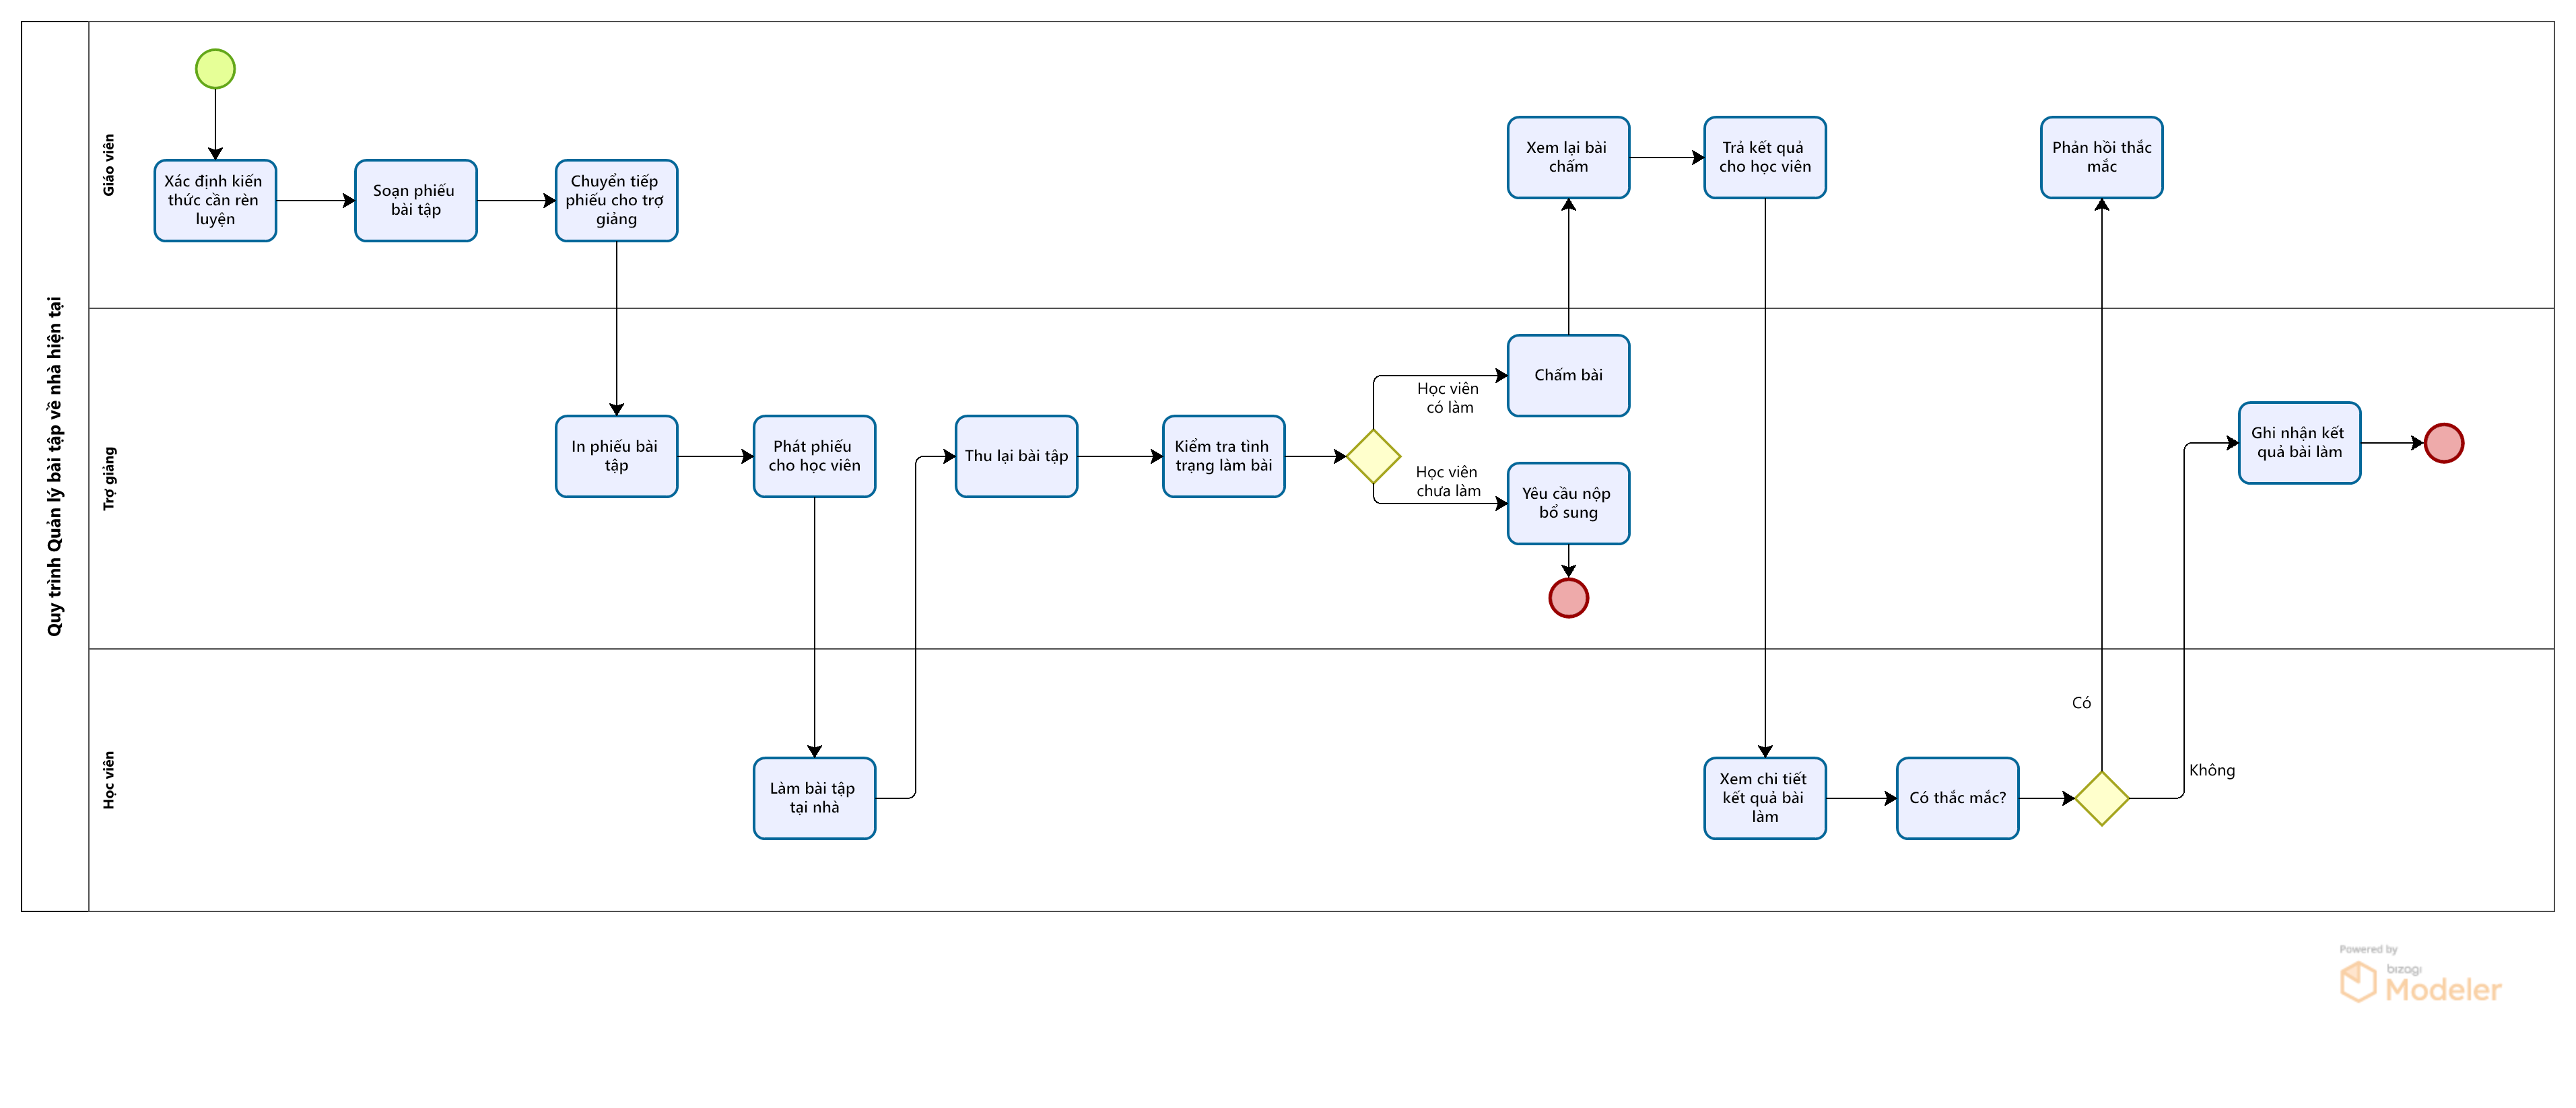 Quy trình Quản lý bài tập về nhà hiện tại
Giáo viên
Xác định kiến
thức cần rèn
luyện
Soạn phiếu
bài tập
Chuyển tiếp
phiếu cho trợ
giảng
Xem lại bài
chấm
Trả kết quả
cho học viên
Phản hồi thắc
mắc
Trợ giảng
In phiếu bài
tập
Phát phiếu
cho học viên
Thu lại bài tập
Kiểm tra tình
trạng làm bài
Học viên
có làm
Chấm bài
Học viên
chưa làm
Yêu cầu nộp
bổ sung
Ghi nhận kết
quả bài làm
Học viên
Làm bài tập
tại nhà
Xem chi tiết
kết quả bài
làm
Có thắc mắc?
Có
Không
Powered by
bizagi
Modeler